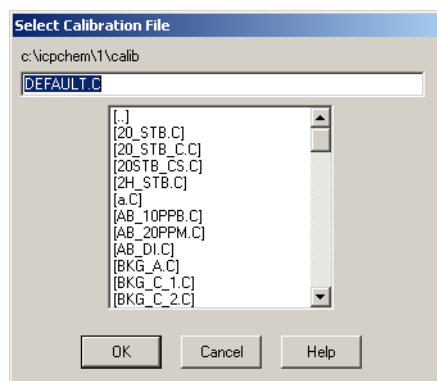 Select Calibration File
c:\icpchem\1\calib
DEFAULT.C
[..]
[20_STB.C]
[20_STB_C.C]
[20STB_CS.C]
[2H_STB.C]
[a.C]
[AB_10PPB.C]
[AB_20PPM.C]
[AB_DI.C]
[BKG_A.C]
[BKG_C_1.C]
[BKG_C_2.C]
OK Cancel Help